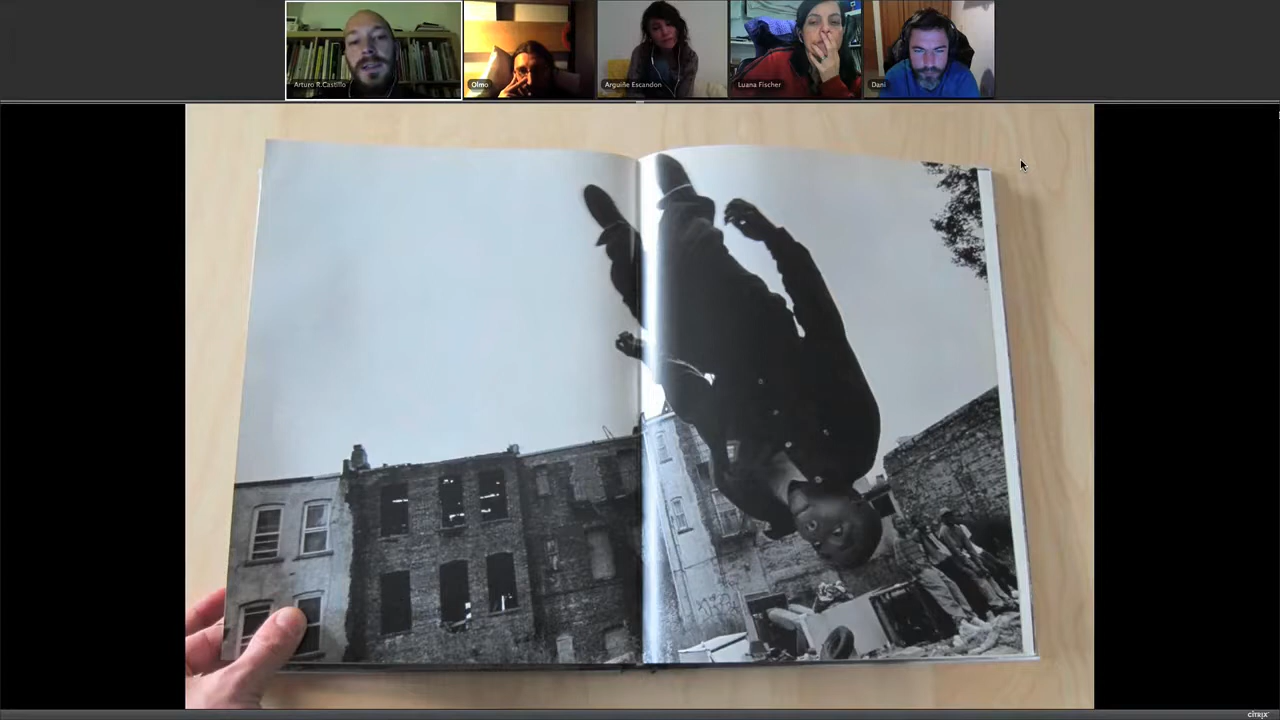 Arturo R.Castillo
Olmo
Arguiñe Escandon
Luana Fischer
Dani
CITRIX